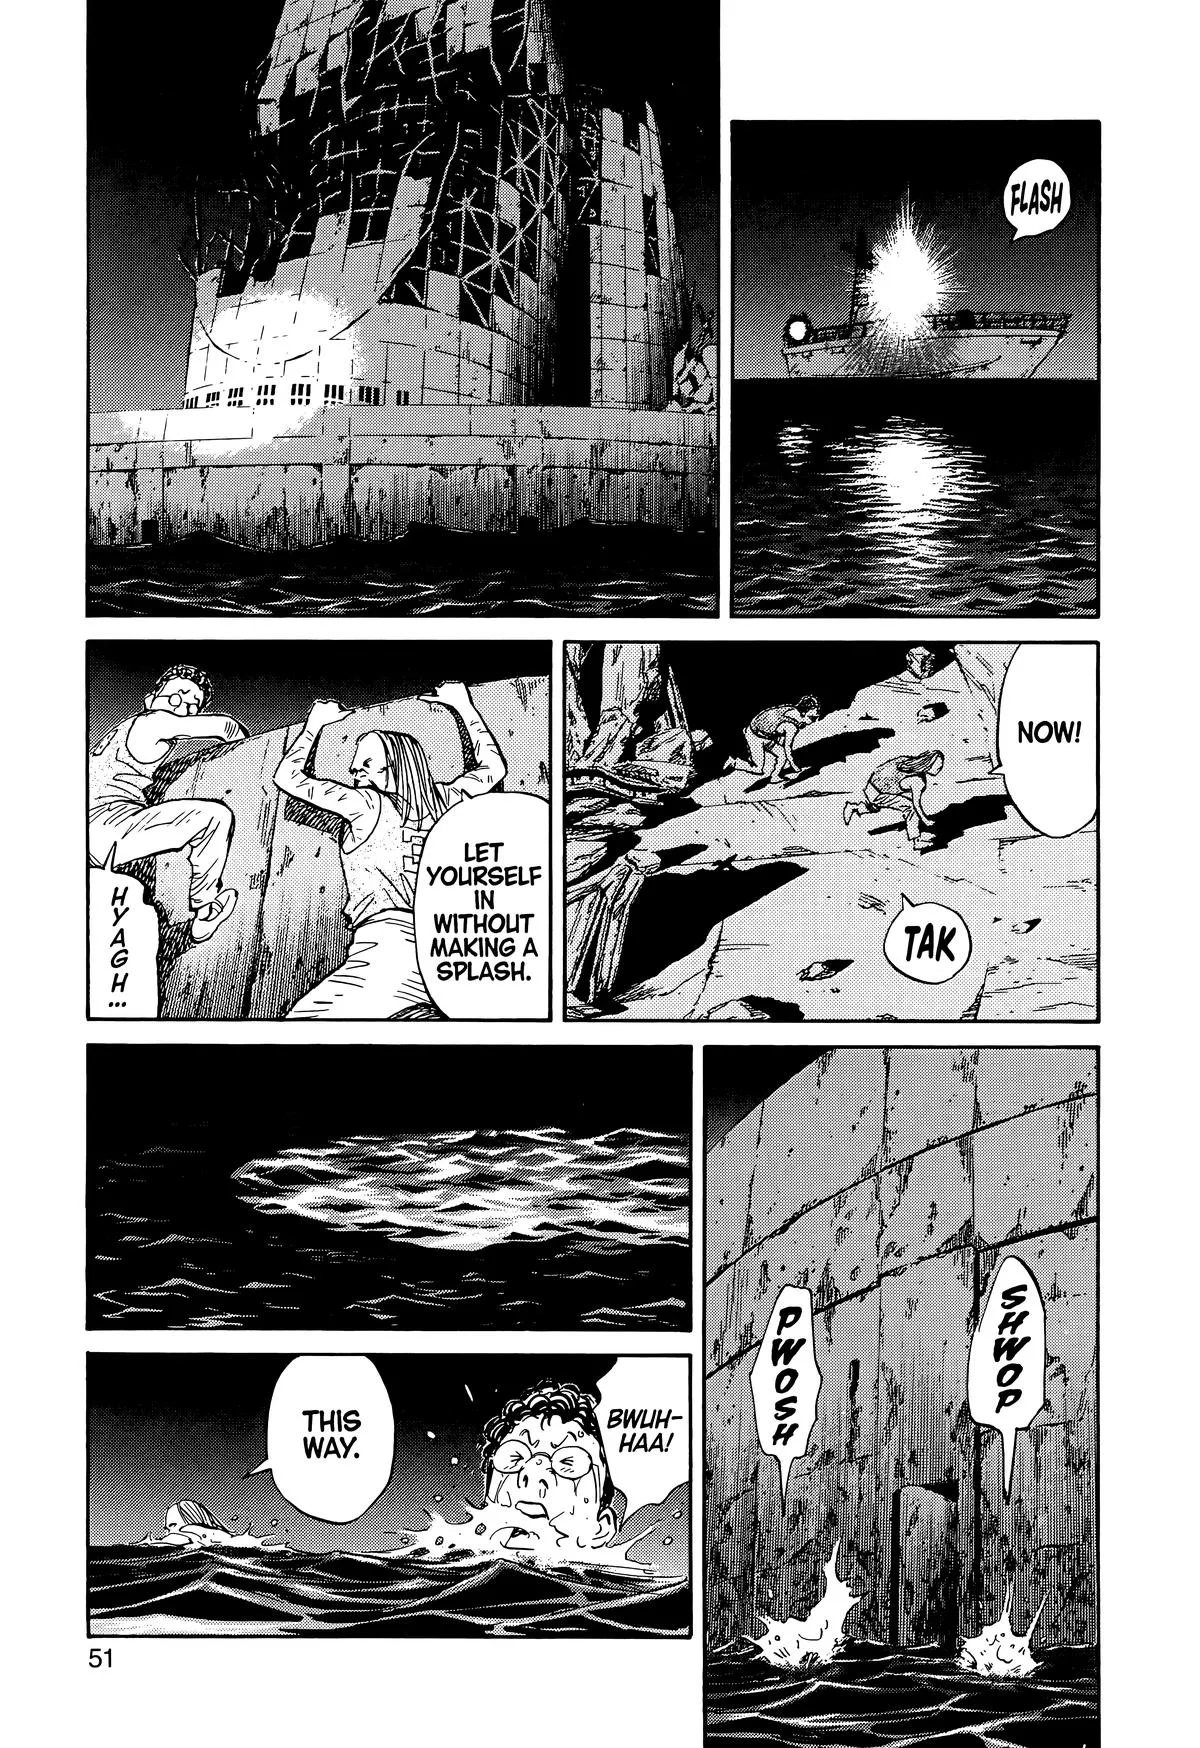 FLASH
NOW!
TAK
LET
YOURSELF
IN
WITHOUT
MAKING A
SPLASH.
HYAGH...
SHWOP
PWOSH
BWUH-
HAA!
THIS
WAY.
51